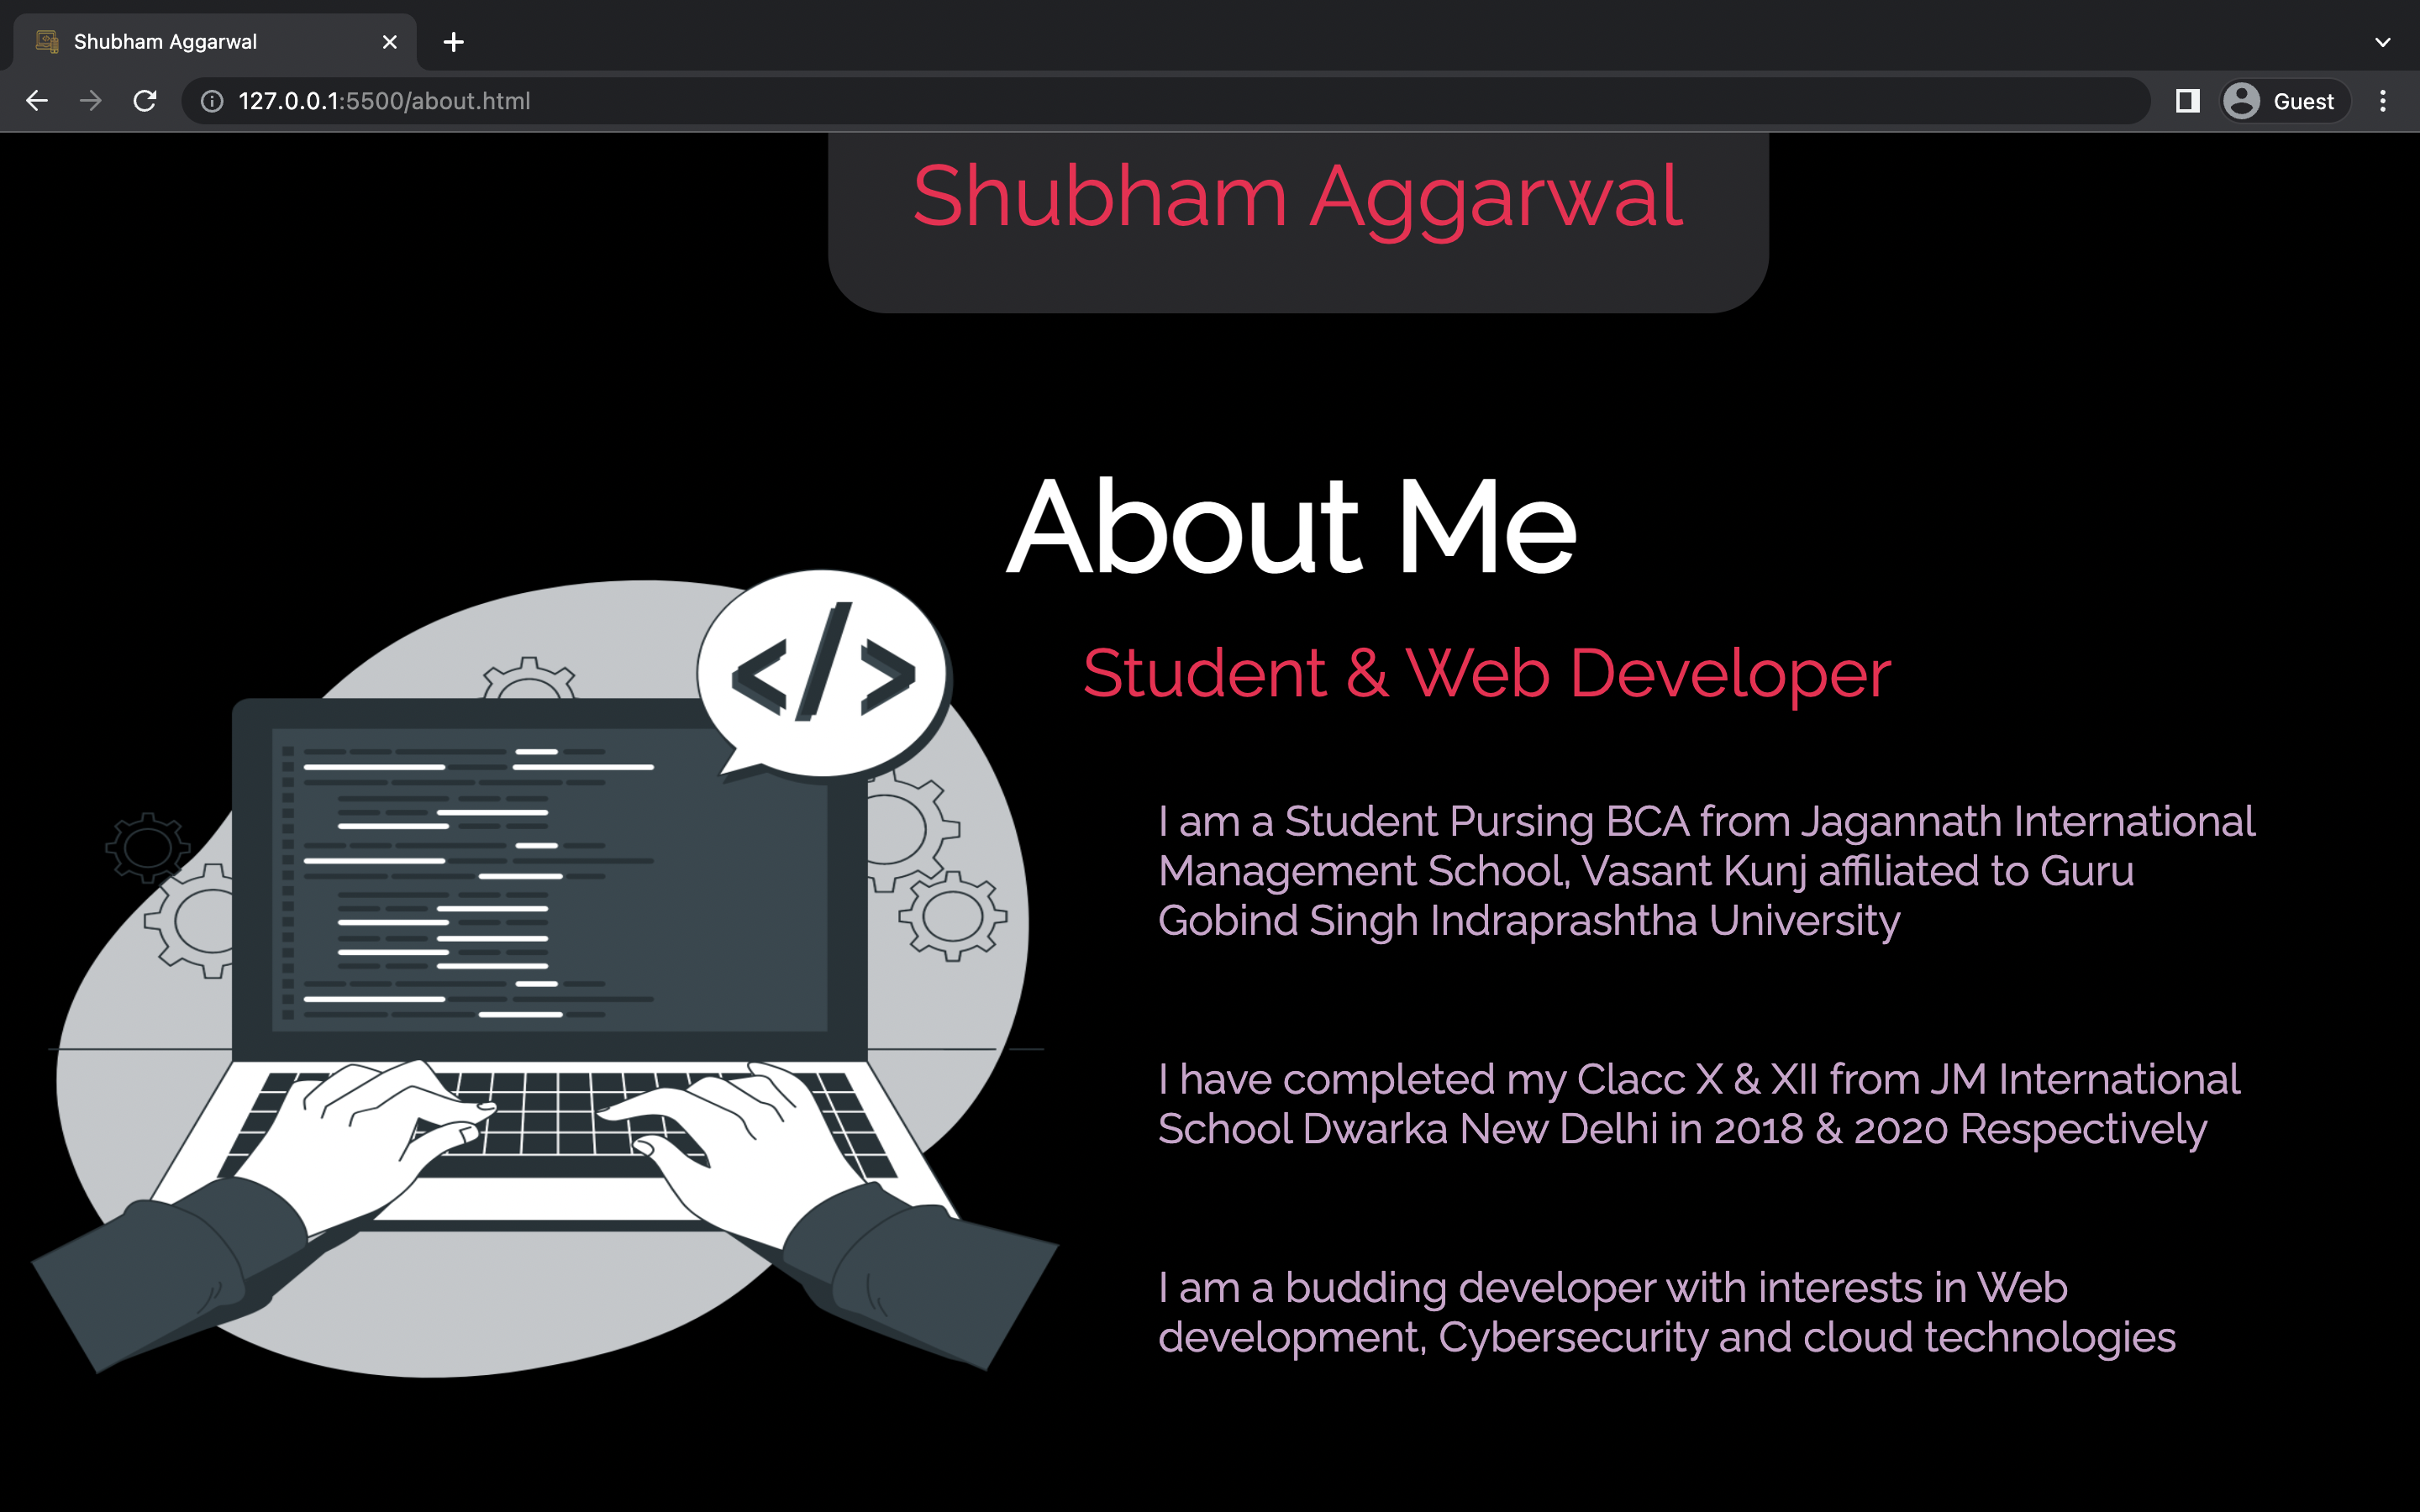 Shubham Aggarwal
127.0.0.1:5500/about.html
Guest
Shubham Aggarwal
About Me
</>
Student & Web Developer
I am a Student Pursing BCA from Jagannath International
Management School, Vasant Kunj affiliated to Guru
Gobind Singh Indraprashtha University
I have completed my Clacc X & XII from JM International
School Dwarka New Delhi in 2018 & 2020 Respectively
I am a budding developer with interests in Web
development, Cybersecurity and cloud technologies